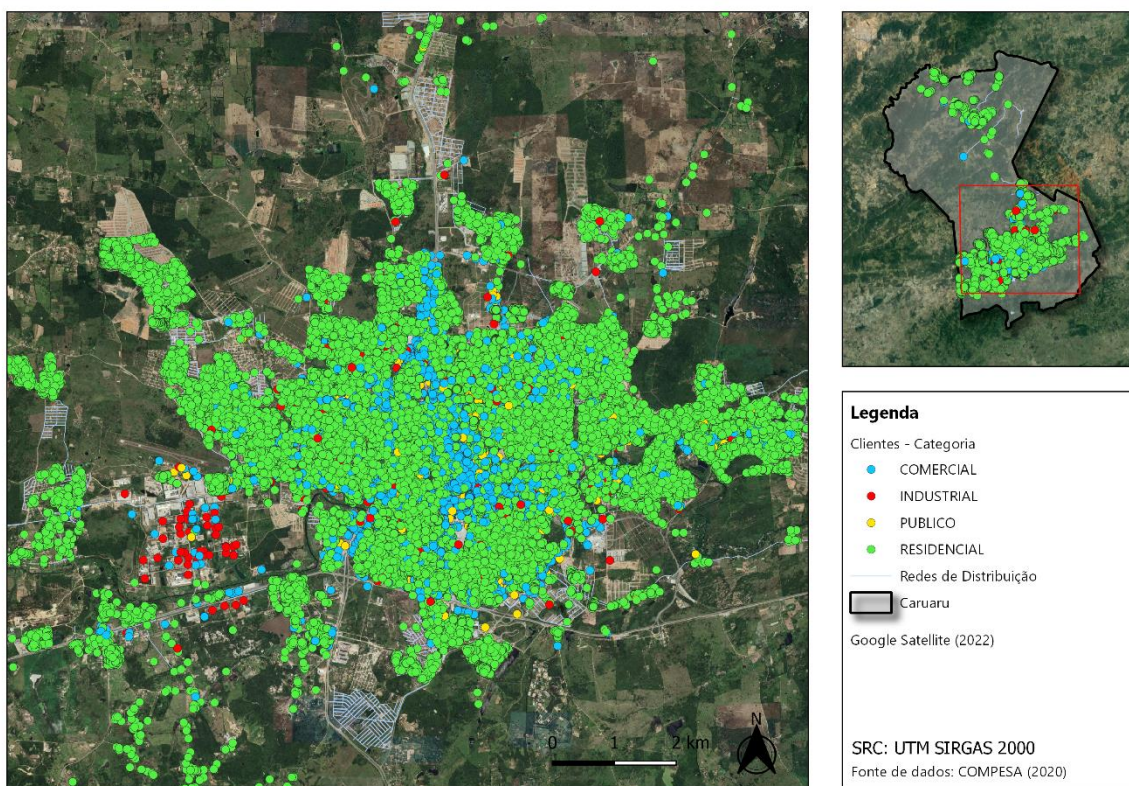 N
0 1 2 km
Legenda
Clientes - Categoria
COMERCIAL
INDUSTRIAL
PUBLICO
RESIDENCIAL
Redes de Distribuição
Caruaru
Google Satellite (2022)
SRC: UTM SIRGAS 2000
Fonte de dados: COMPESA (2020)